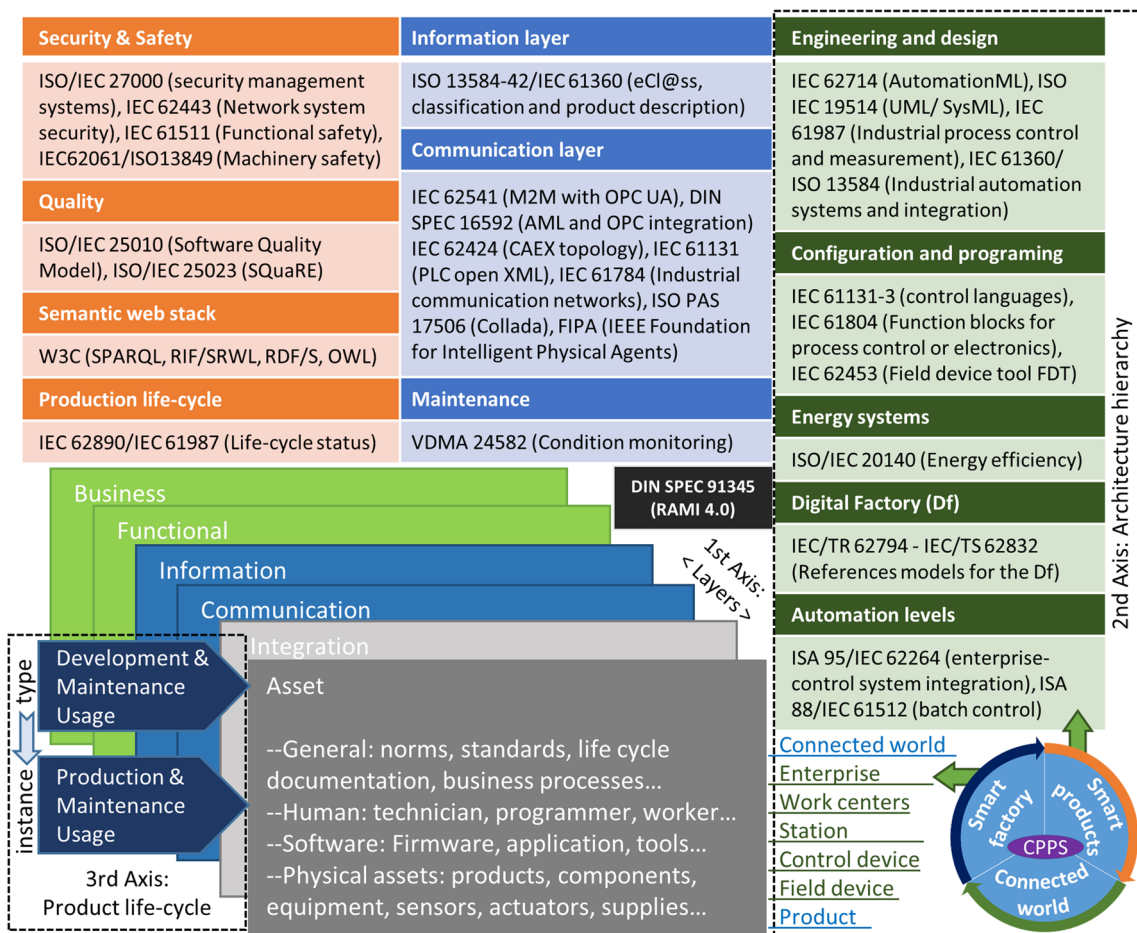 Security & Safety
ISO/IEC 27000 (security management
systems), IEC 62443 (Network system
security), IEC 61511 (Functional safety),
IEC62061/ISO13849 (Machinery safety)
Quality
ISO/IEC 25010 (Software Quality
Model), ISO/IEC 25023 (SQuaRE)
Semantic web stack
W3C (SPARQL, RIF/SRWL, RDF/S, OWL)
Production life-cycle
IEC 62890/IEC 61987 (Life-cycle status)
Information layer
ISO 13584-42/IEC 61360 (eCl@ss,
classification and product description)
Communication layer
IEC 62541 (M2M with OPC UA), DIN
SPEC 16592 (AML and OPC integration)
IEC 62424 (CAEX topology), IEC 61131
(PLC open XML), IEC 61784 (Industrial
communication networks), ISO PAS
17506 (Collada), FIPA (IEEE Foundation
for Intelligent Physical Agents)
Maintenance
VDMA 24582 (Condition monitoring)
Engineering and design
IEC 62714 (AutomationML), ISO
IEC 19514 (UML/ SysML), IEC
61987 (Industrial process control
and measurement), IEC 61360/
ISO 13584 (Industrial automation
systems and integration)
Configuration and programing
IEC 61131-3 (control languages),
IEC 61804 (Function blocks for
process control or electronics),
IEC 62453 (Field device tool FDT)
Energy systems
ISO/IEC 20140 (Energy efficiency)
Digital Factory (Df)
IEC/TR 62794 - IEC/TS 62832
(References models for the Df)
Automation levels
ISA 95/IEC 62264 (enterprise-
control system integration), ISA
88/IEC 61512 (batch control)
2nd Axis: Architecture hierarchy
DIN SPEC 91345
(RAMI 4.0)
1st Axis:
< Layers >
Business
Functional
Information
Communication
Integration
Asset
--General: norms, standards, life cycle
documentation, business processes...
--Human: technician, programmer, worker...
--Software: Firmware, application, tools...
--Physical assets: products, components,
equipment, sensors, actuators, supplies...
type
Development &
Maintenance
Usage
instance
Production &
Maintenance
Usage
3rd Axis:
Product life-cycle
Connected world
Enterprise
Work centers
Station
Control device
Field device
Product
Smart
factory
Smart
products
CPPS
Connected
world